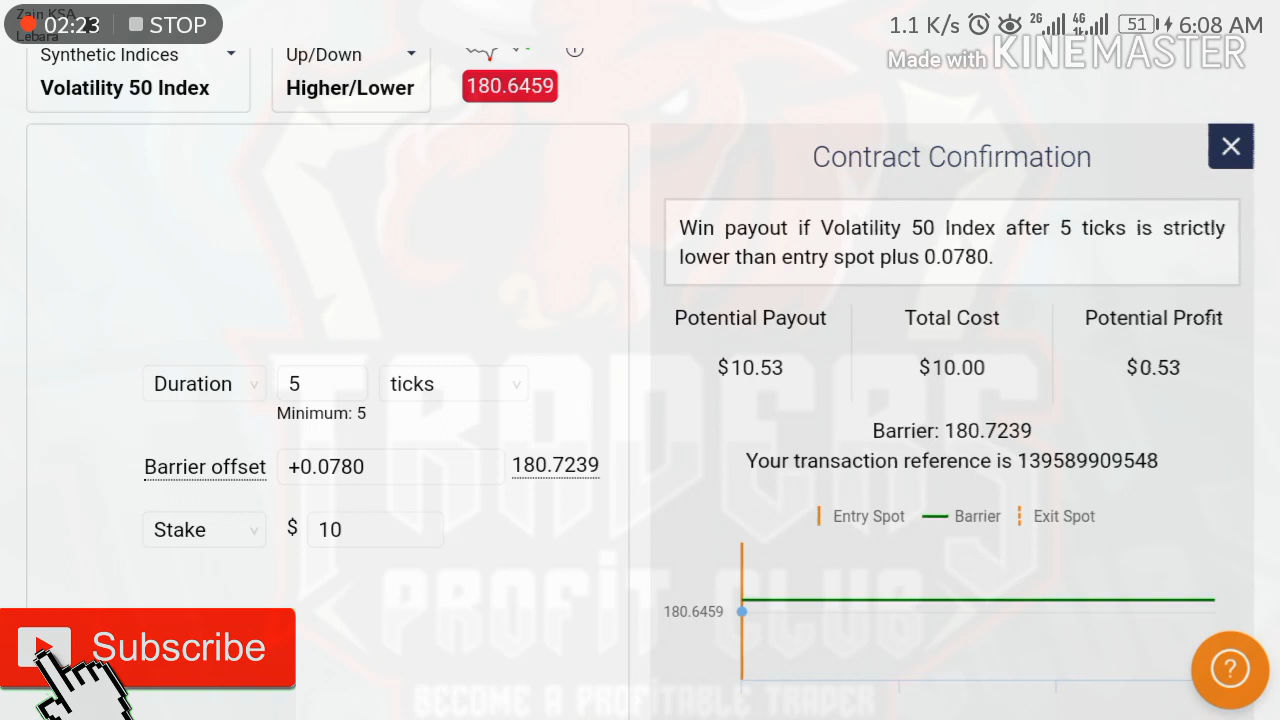 Zain KSA
Lebara
02:23 STOP
1.1 K/s 26 4G 51 6:08 AM
Made with KINEMASTER
Synthetic Indices
Volatility 50 Index
Up/Down
Higher/Lower
180.6459
Contract Confirmation
Win payout if Volatility 50 Index after 5 ticks is strictly
lower than entry spot plus 0.0780.
Potential Payout Total Cost Potential Profit
$10.53 $10.00 $0.53
Barrier: 180.7239
Your transaction reference is 139589909548
Entry Spot Barrier Exit Spot
180.6459
Duration 5 ticks
Minimum: 5
Barrier offset +0.0780 180.7239
Stake $ 10
TRADERS
PROFIT CLUB
BECOME A PROFITABLE TRADER
Subscribe
?